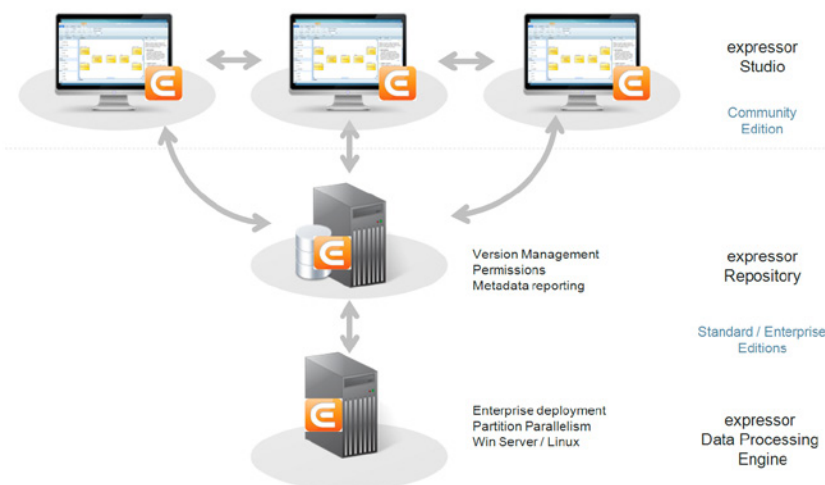 expressor
Studio
Community
Edition
Version Management
Permissions
Metadata reporting
expressor
Repository
Standard / Enterprise
Editions
Enterprise deployment
Partition Parallelism
Win Server / Linux
expressor
Data Processing
Engine